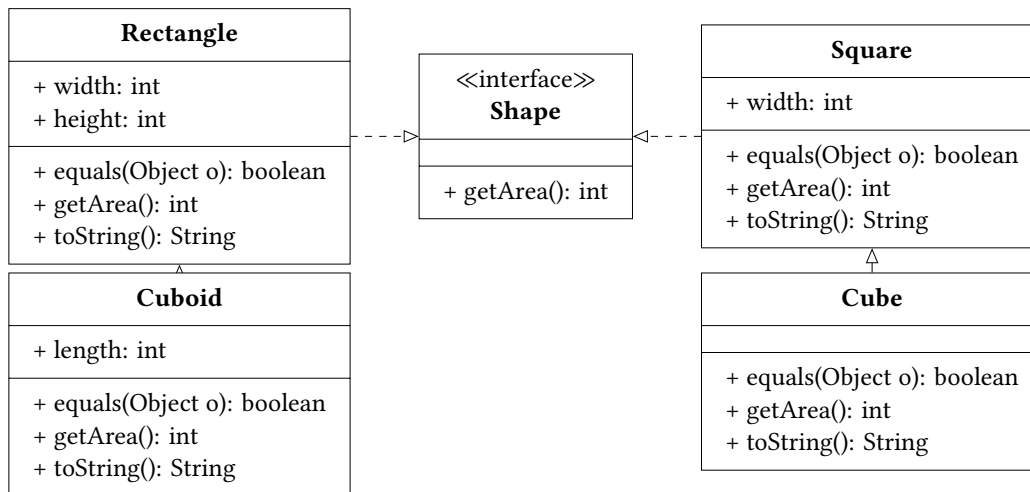 Rectangle
+ width: int
+ height: int
+ equals(Object o): boolean
+ getArea(): int
+ toString(): String
≪interface≫
Shape
+ getArea(): int
Square
+ width: int
+ equals(Object o): boolean
+ getArea(): int
+ toString(): String
Cuboid
+ length: int
+ equals(Object o): boolean
+ getArea(): int
+ toString(): String
Cube
+ equals(Object o): boolean
+ getArea(): int
+ toString(): String